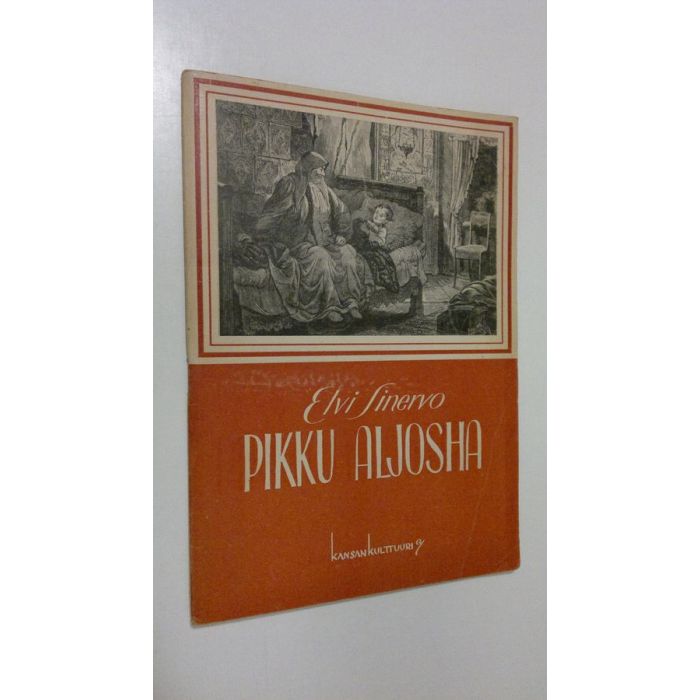 Elvi Sinervo
PIKKU ALJOSHA
KANSANKULTTUURI oy